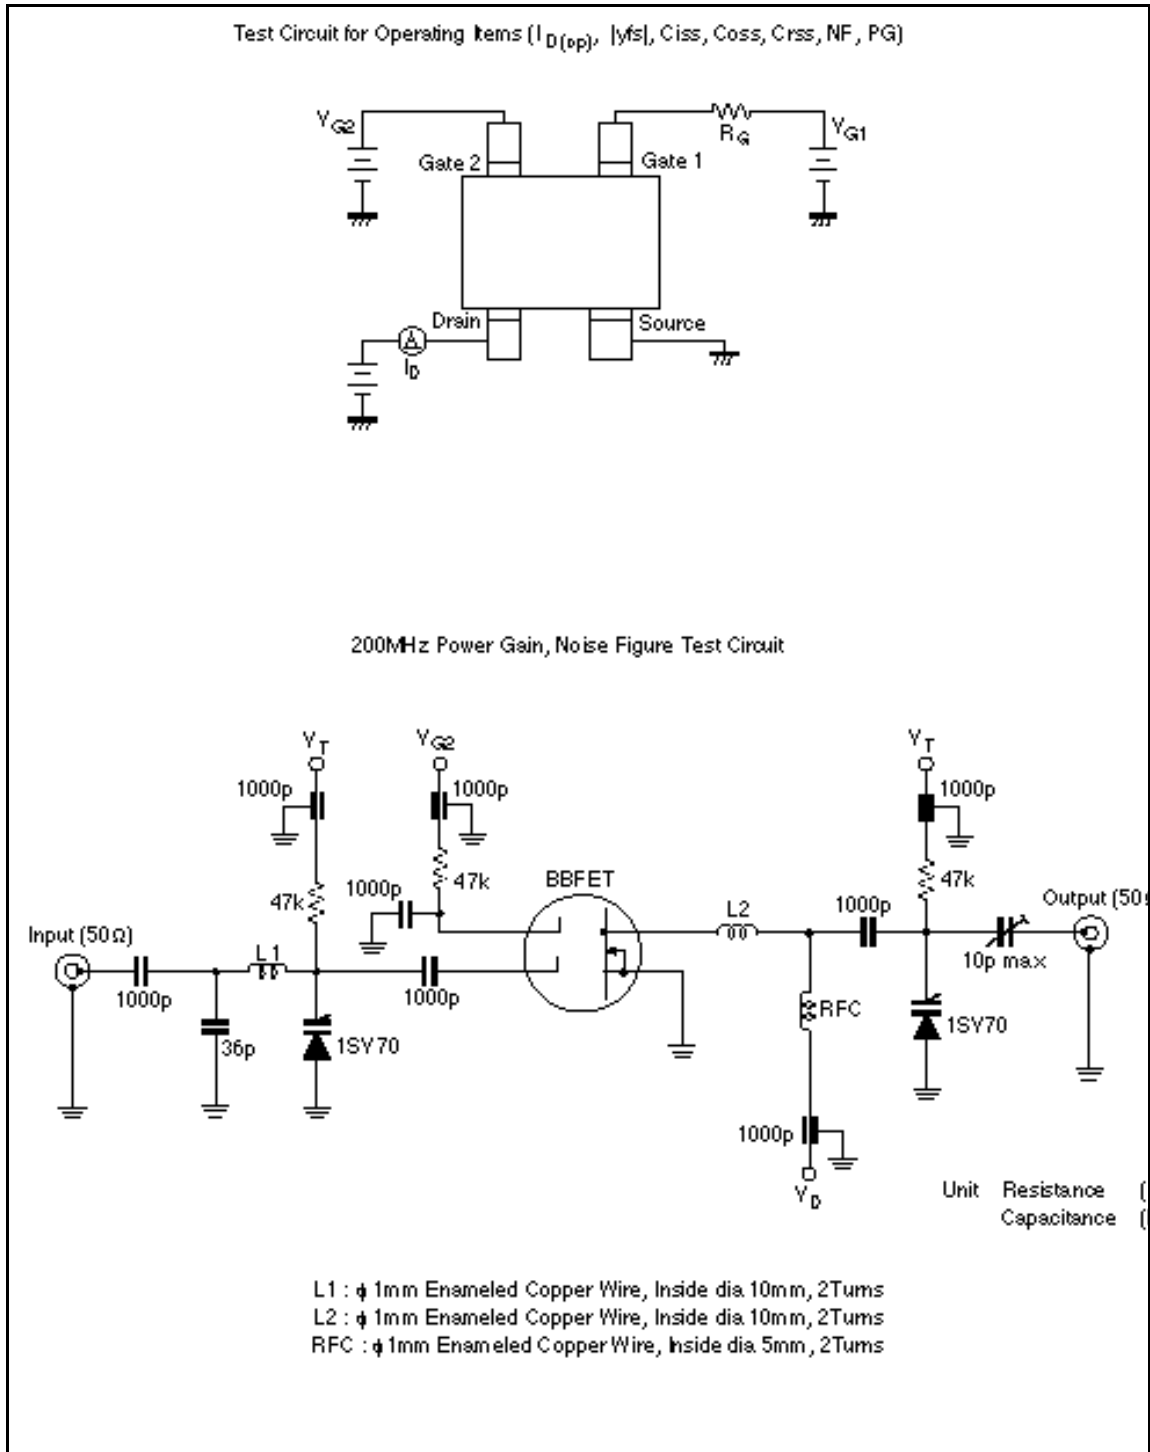 Test Circuit for Operating Items (I D(op), |yfs|, Ciss, Coss, Crss, NF, PG)
VG2
RG
VG1
Gate 2
Gate 1
Drain
Source
A
ID
200MHz Power Gain, Noise Figure Test Circuit
VT
VG2
VT
1000p
1000p
1000p
47k
1000p
47k
BBFET
47k
L2
1000p
Output (50
Input (50Ω)
L1
10p max
1000p
1000p
36p
1SV70
RFC
1SV70
1000p
VD
Unit Resistance (
Capacitance (
L1 : ϕ 1mm Enameled Copper Wire, Inside dia 10mm, 2Turns
L2 : ϕ 1mm Enameled Copper Wire, Inside dia 10mm, 2Turns
RFC : ϕ 1mm Enameled Copper Wire, Inside dia 5mm, 2Turns